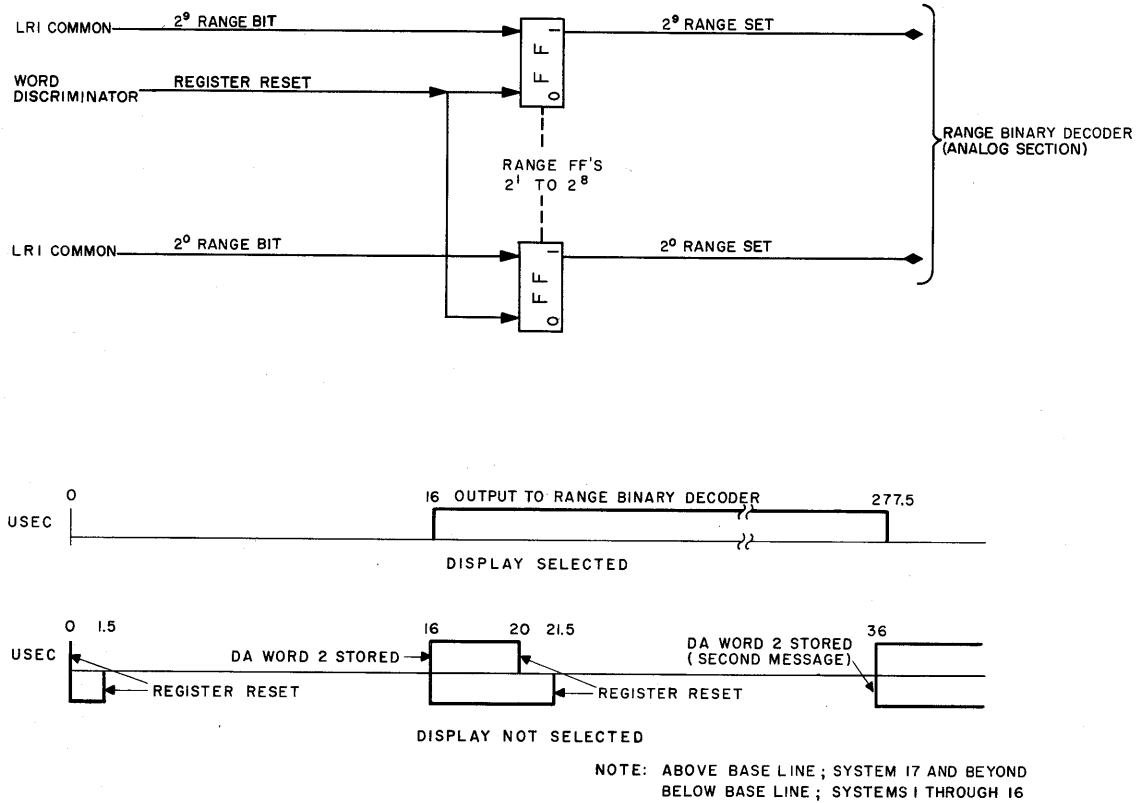 LRI COMMON
2⁹ RANGE BIT
2⁹ RANGE SET
1
FF
0
WORD
DISCRIMINATOR
REGISTER RESET
RANGE BINARY DECODER
(ANALOG SECTION)
RANGE FF'S
2¹ TO 2⁸
LRI COMMON
2⁰ RANGE BIT
2⁰ RANGE SET
1
FF
0
0
16 OUTPUT TO RANGE BINARY DECODER
277.5
USEC
DISPLAY SELECTED
0 1.5
16
20 21.5
36
USEC
DA WORD 2 STORED
DA WORD 2 STORED
(SECOND MESSAGE)
REGISTER RESET
REGISTER RESET
DISPLAY NOT SELECTED
NOTE: ABOVE BASE LINE; SYSTEM 17 AND BEYOND
BELOW BASE LINE; SYSTEMS 1 THROUGH 16